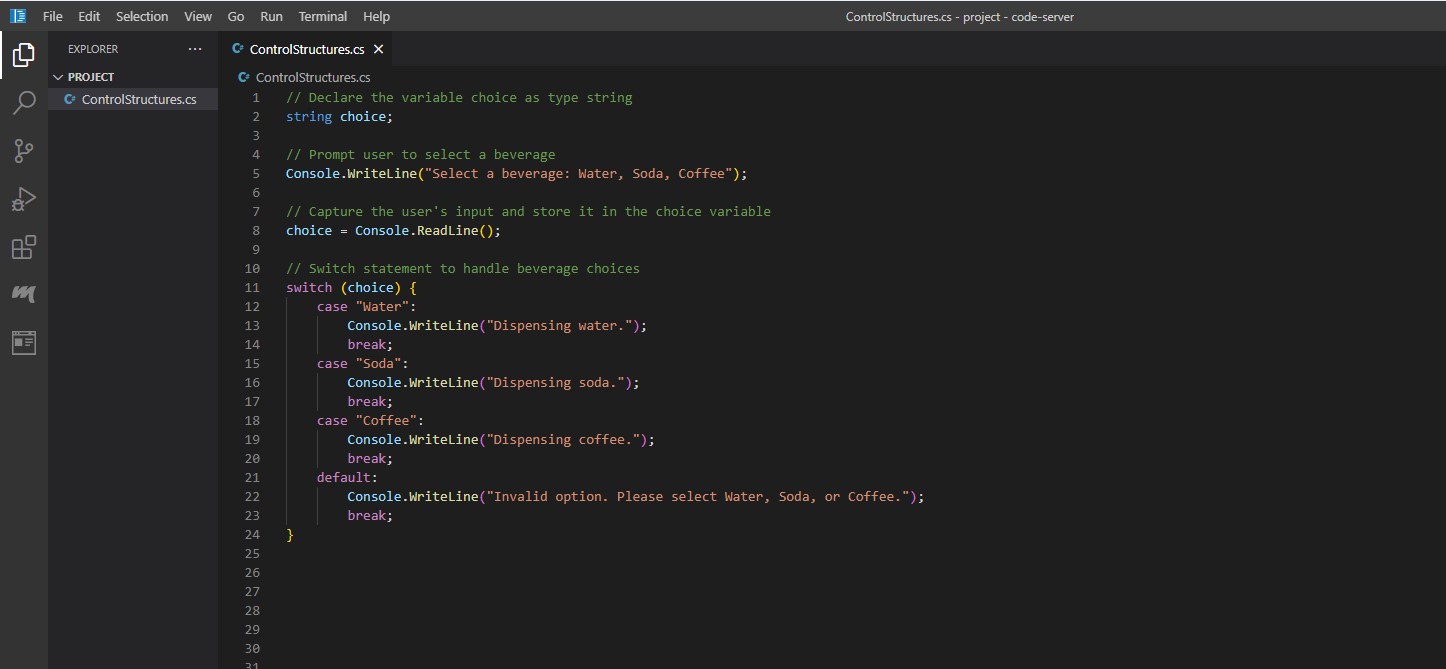 File Edit Selection View Go Run Terminal Help
ControlStructures.cs - project - code-server
EXPLORER ...
PROJECT
ControlStructures.cs
ControlStructures.cs
ControlStructures.cs
1 // Declare the variable choice as type string
2 string choice;
3
4 // Prompt user to select a beverage
5 Console.WriteLine("Select a beverage: Water, Soda, Coffee");
6
7 // Capture the user's input and store it in the choice variable
8 choice = Console.ReadLine();
9
10 // Switch statement to handle beverage choices
11 switch (choice) {
12     case "Water":
13         Console.WriteLine("Dispensing water.");
14         break;
15     case "Soda":
16         Console.WriteLine("Dispensing soda.");
17         break;
18     case "Coffee":
19         Console.WriteLine("Dispensing coffee.");
20         break;
21     default:
22         Console.WriteLine("Invalid option. Please select Water, Soda, or Coffee.");
23         break;
24 }
25
26
27
28
29
30
31